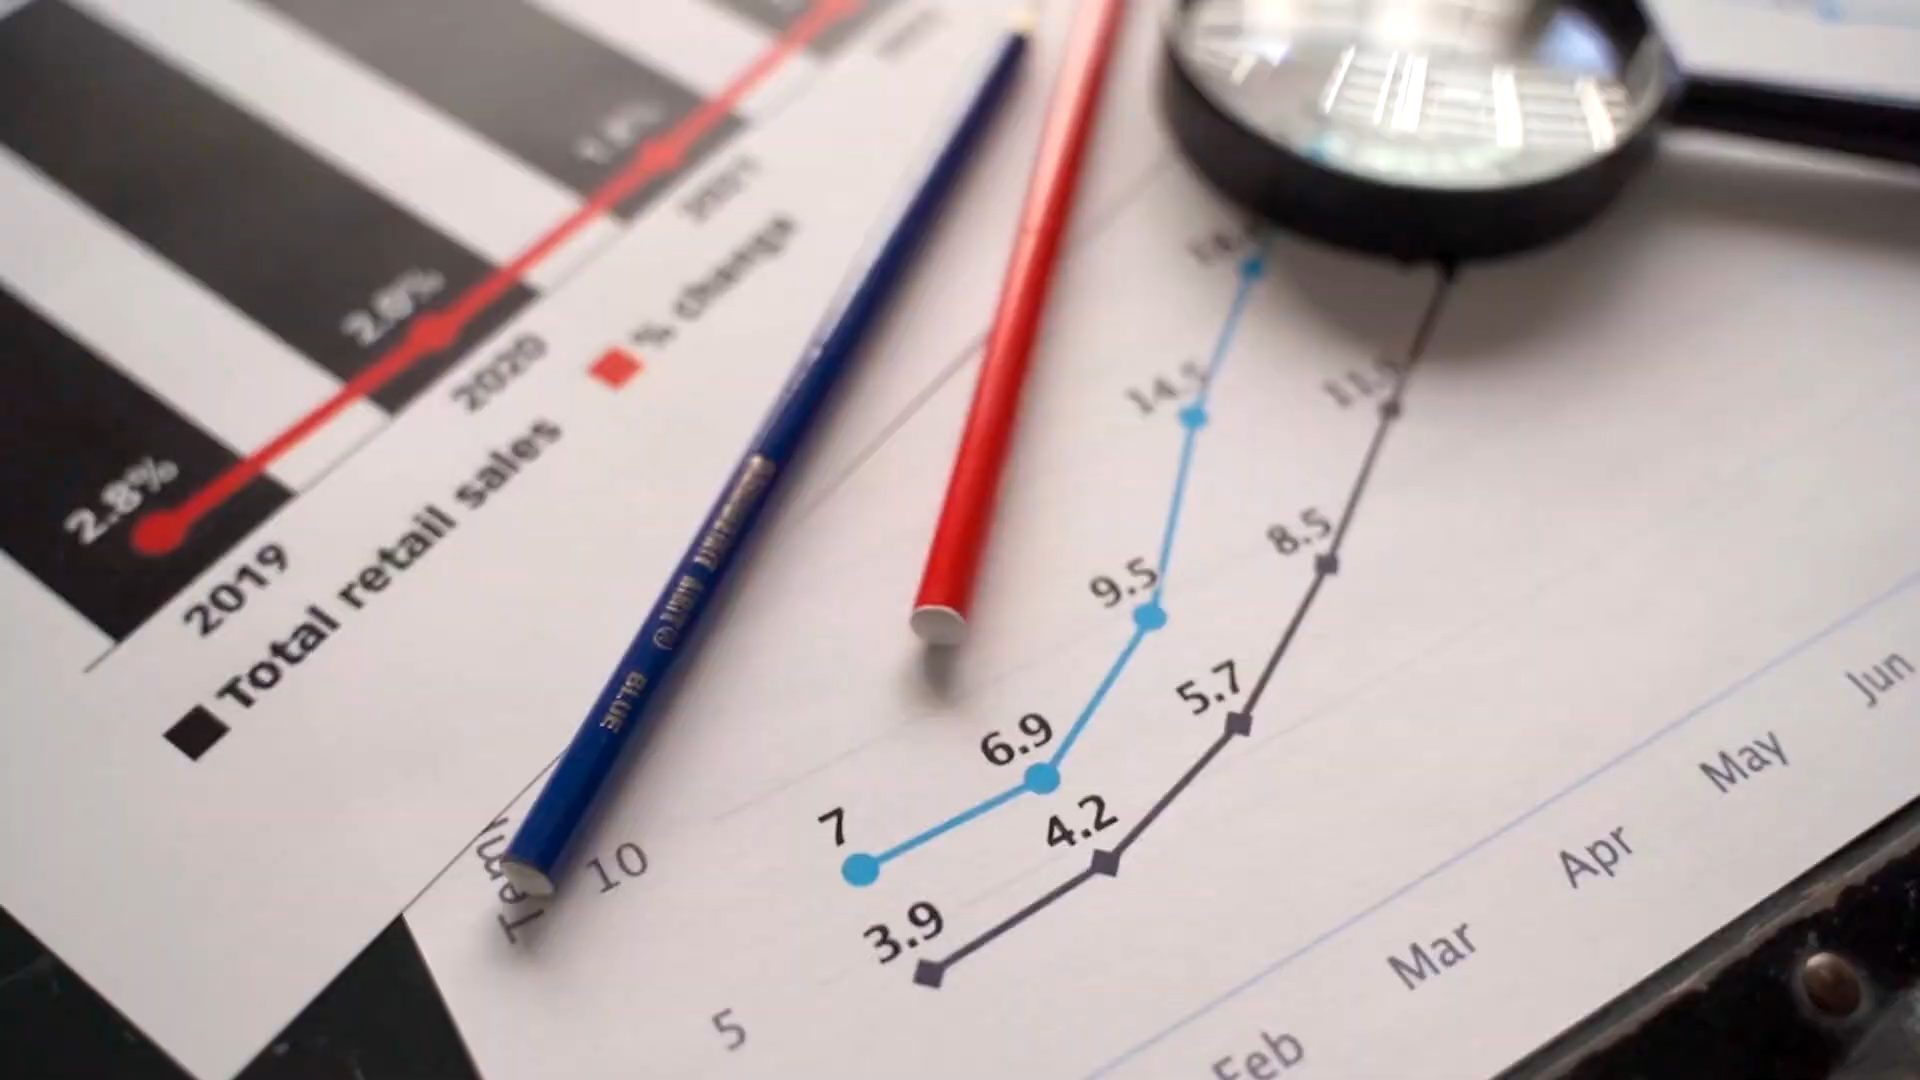 2.8%
2.0%
2019
2020
2021
Total retail sales
% change
BLUE
10
5
7
6.9
9.5
14.5
3.9
4.2
5.7
8.5
Feb
Mar
Apr
May
Jun